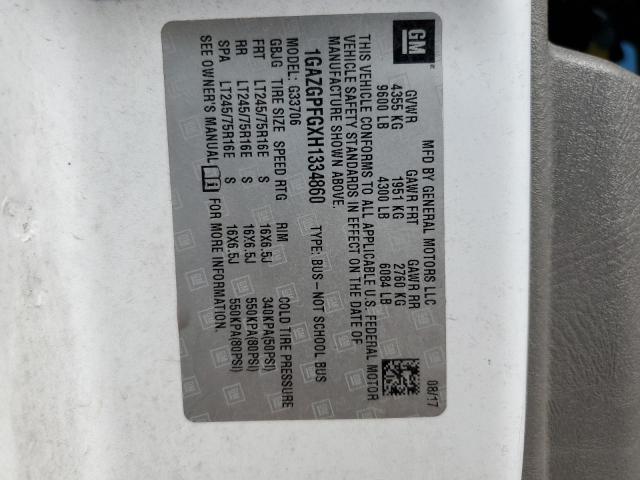 GM
MFD BY GENERAL MOTORS LLC
08/17
GVWR GAWR FRT GAWR RR
4355 KG 1951 KG 2760 KG
9600 LB 4300 LB 6084 LB
THIS VEHICLE CONFORMS TO ALL APPLICABLE U.S. FEDERAL MOTOR
VEHICLE SAFETY STANDARDS IN EFFECT ON THE DATE OF
MANUFACTURE SHOWN ABOVE.
1GAZGPFGXH1334860 TYPE: BUS–NOT SCHOOL BUS
MODEL: G33706
GBJG TIRE SIZE SPEED RTG RIM COLD TIRE PRESSURE
FRT LT245/75R16E S 16X6.5J 340KPA(50PSI)
RR LT245/75R16E S 16X6.5J 550KPA(80PSI)
SPA LT245/75R16E S 16X6.5J 550KPA(80PSI)
SEE OWNER'S MANUAL i FOR MORE INFORMATION.